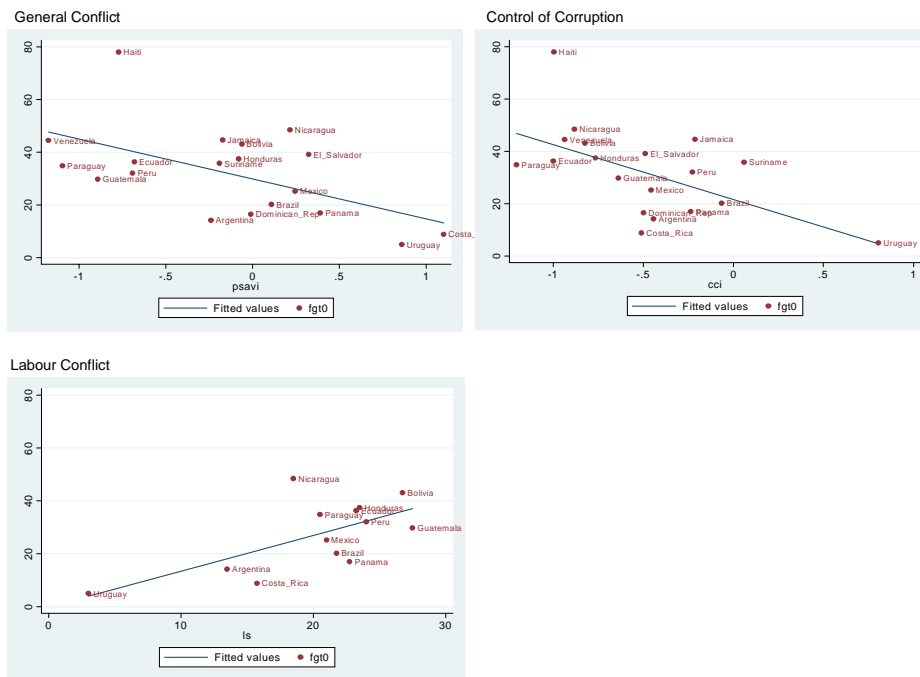 General Conflict
80
60
40
20
0
Haiti
Nicaragua
Venezuela
Jamaica
Bolivia
El_Salvador
Honduras
Paraguay
Ecuador
Suriname
Peru
Guatemala
Mexico
Brazil
Dominican_Rep
Panama
Argentina
Costa_
Uruguay
-1 -.5 0 .5 1
psavi
Fitted values fgt0
Control of Corruption
80
60
40
20
0
Haiti
Nicaragua
Venezuela
Bolivia
Jamaica
El_Salvador
Honduras
Ecuador
Paraguay
Suriname
Peru
Guatemala
Mexico
Brazil
Dominican_Rep
Panama
Argentina
Costa_Rica
Uruguay
-1 -.5 0 .5 1
cci
Fitted values fgt0
Labour Conflict
80
60
40
20
0
Nicaragua
Bolivia
Honduras
Ecuador
Paraguay
Peru
Guatemala
Mexico
Brazil
Panama
Argentina
Costa_Rica
Uruguay
0 10 20 30
ls
Fitted values fgt0